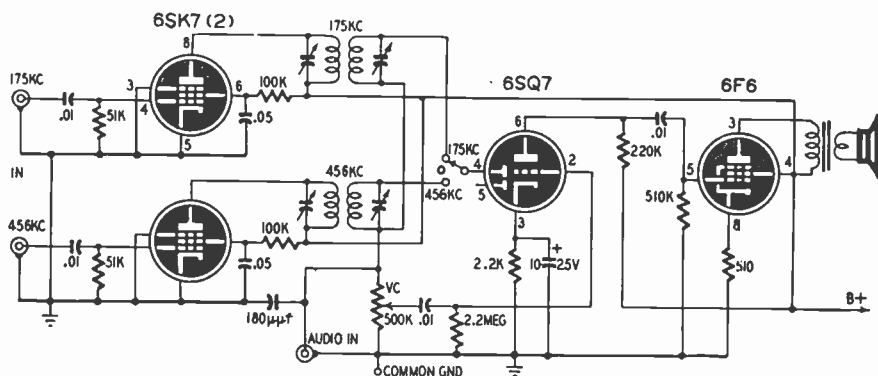 6SK7 (2)
175KC
6SQ7
6F6
8
175KC
3
4
6
100K
.01
51K
.05
5
IN
456KC
175KC
456KC
4
5
6
2
3
.01
220K
510K
3
5
4
8
456KC
.01
51K
100K
.05
180μμf
VC
500K
.01
2.2MEG
2.2K
+
10
25V
510
B+
AUDIO IN
COMMON GND